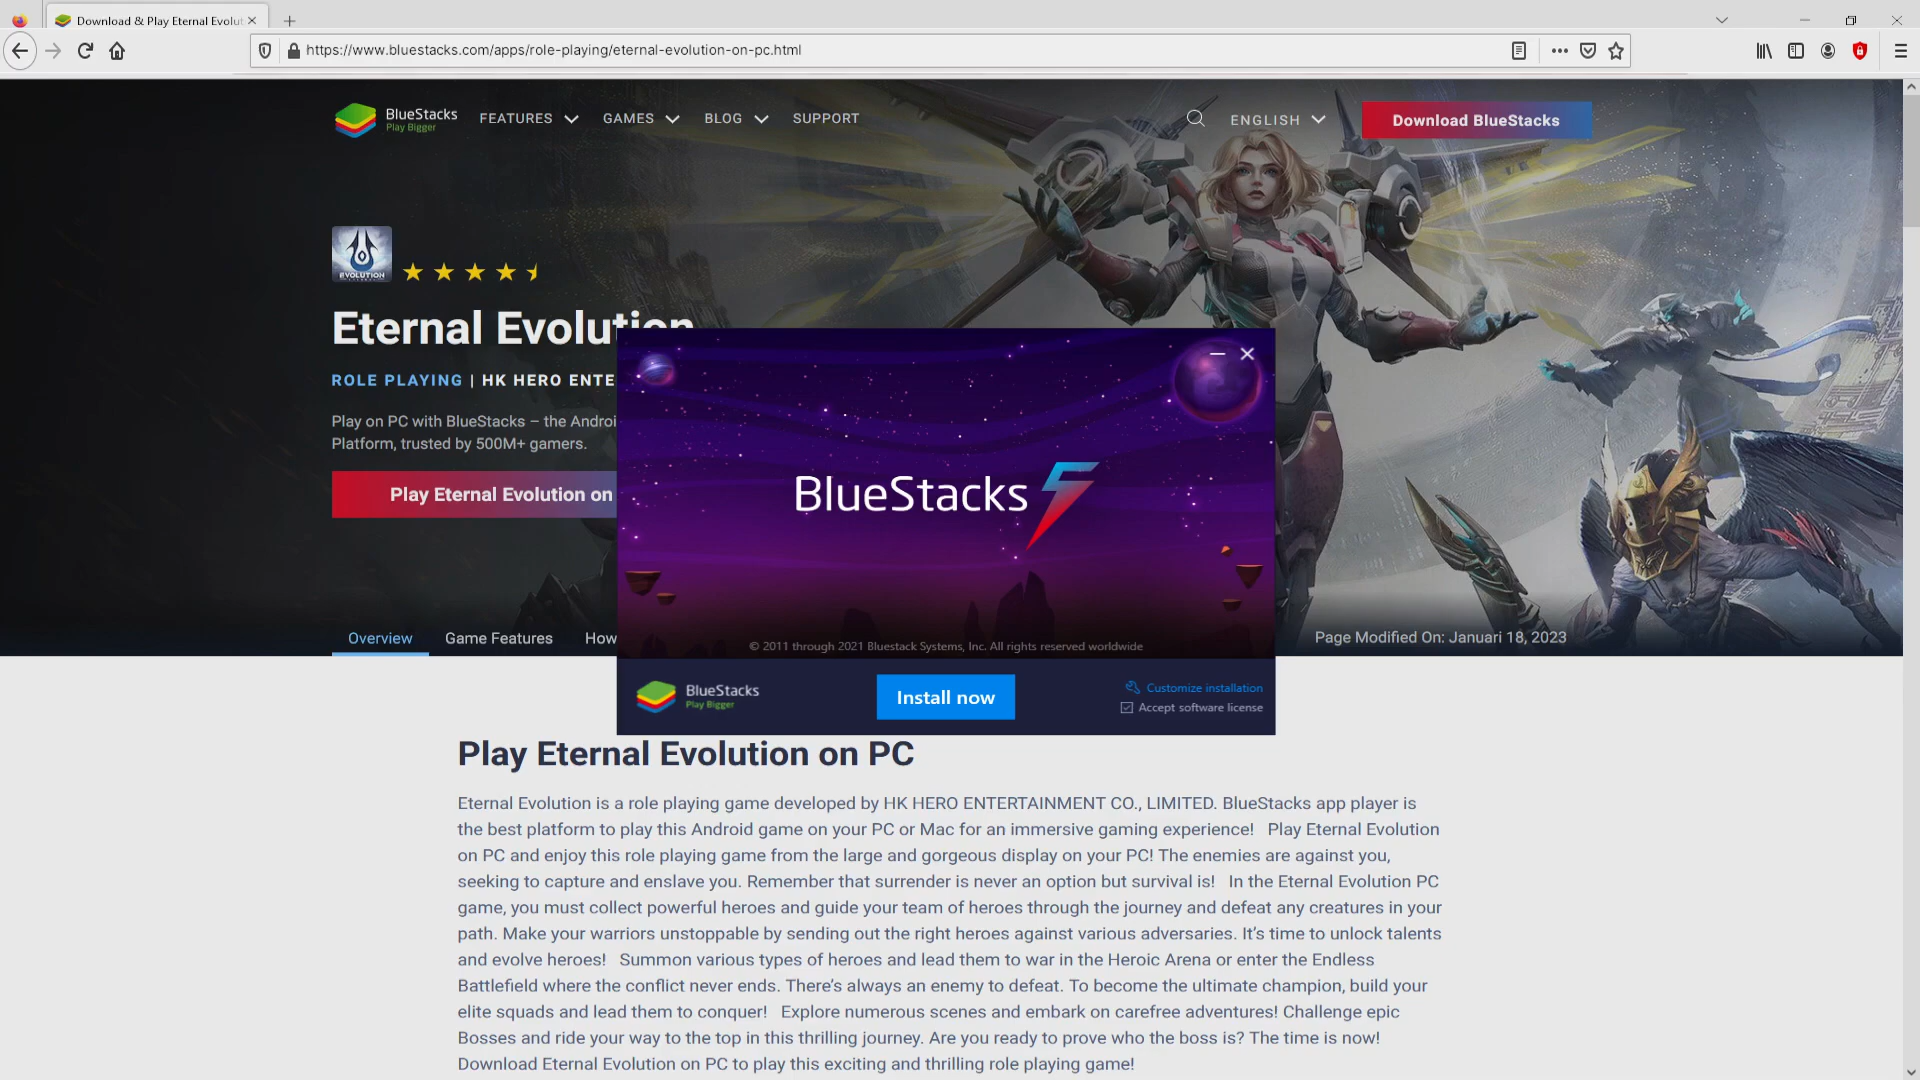 Download & Play Eternal Evolut
https://www.bluestacks.com/apps/role-playing/eternal-evolution-on-pc.html
BlueStacks
Play Bigger
FEATURES
GAMES
BLOG
SUPPORT
ENGLISH
Download BlueStacks
EVOLUTION
Eternal Evolution
ROLE PLAYING | HK HERO ENTE
Play on PC with BlueStacks – the Androi
Platform, trusted by 500M+ gamers.
Play Eternal Evolution on
Overview
Game Features
How
Page Modified On: Januari 18, 2023
BlueStacks 5
© 2011 through 2021 Bluestack Systems, Inc. All rights reserved worldwide
BlueStacks
Play Bigger
Install now
Customize installation
Accept software license
Play Eternal Evolution on PC
Eternal Evolution is a role playing game developed by HK HERO ENTERTAINMENT CO., LIMITED. BlueStacks app player is
the best platform to play this Android game on your PC or Mac for an immersive gaming experience! Play Eternal Evolution
on PC and enjoy this role playing game from the large and gorgeous display on your PC! The enemies are against you,
seeking to capture and enslave you. Remember that surrender is never an option but survival is! In the Eternal Evolution PC
game, you must collect powerful heroes and guide your team of heroes through the journey and defeat any creatures in your
path. Make your warriors unstoppable by sending out the right heroes against various adversaries. It’s time to unlock talents
and evolve heroes! Summon various types of heroes and lead them to war in the Heroic Arena or enter the Endless
Battlefield where the conflict never ends. There’s always an enemy to defeat. To become the ultimate champion, build your
elite squads and lead them to conquer! Explore numerous scenes and embark on carefree adventures! Challenge epic
Bosses and ride your way to the top in this thrilling journey. Are you ready to prove who the boss is? The time is now!
Download Eternal Evolution on PC to play this exciting and thrilling role playing game!